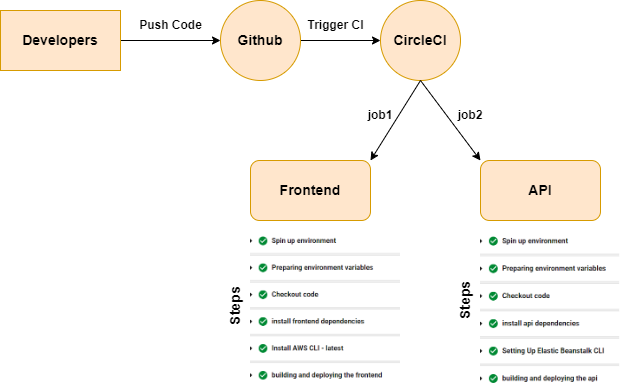 Developers
Push Code
Github
Trigger CI
CircleCI
job1
job2
Frontend
API
Steps
Spin up environment
Preparing environment variables
Checkout code
install frontend dependencies
Install AWS CLI - latest
building and deploying the frontend
Steps
Spin up environment
Preparing environment variables
Checkout code
install api dependencies
Setting Up Elastic Beanstalk CLI
building and deploying the api